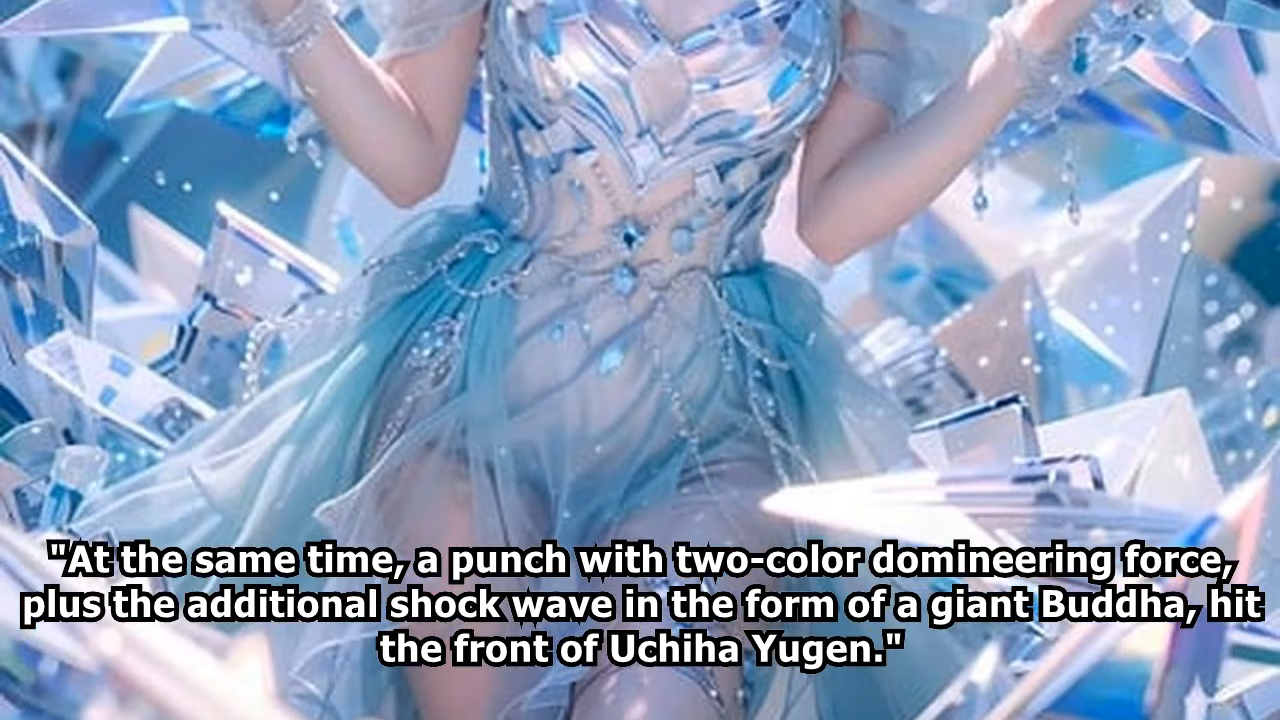 "At the same time, a punch with two-color domineering force,
plus the additional shock wave in the form of a giant Buddha, hit
the front of Uchiha Yugen."